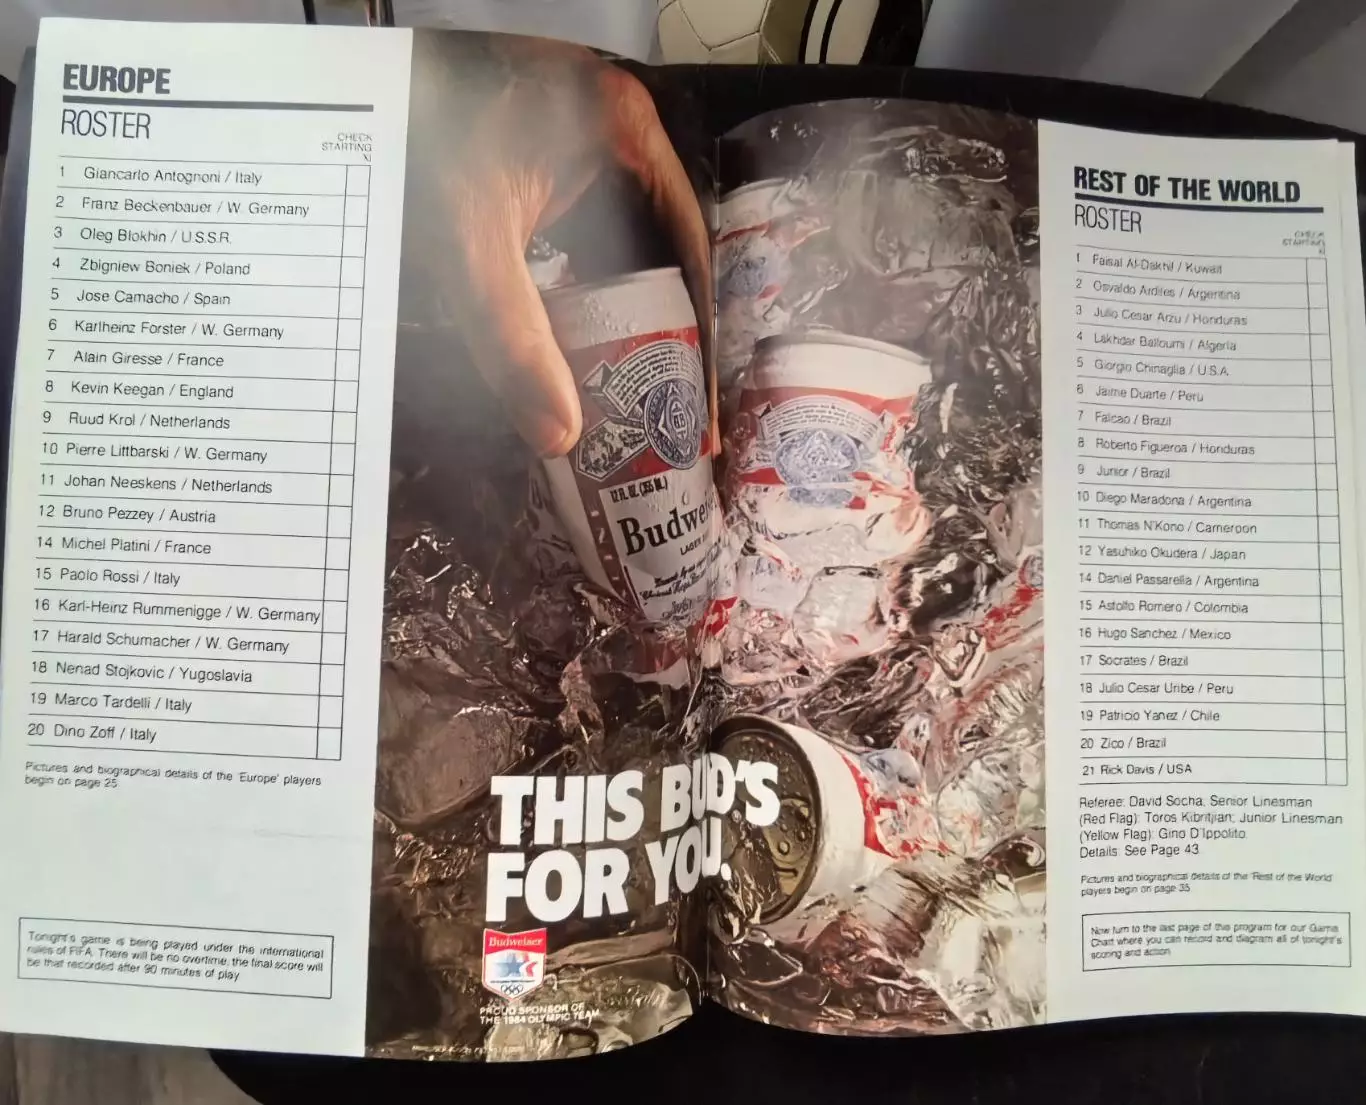 EUROPE
ROSTER
CHECK
STARTING
XI
1 Giancarlo Antognoni / Italy
2 Franz Beckenbauer / W. Germany
3 Oleg Blokhin / U.S.S.R.
4 Zbigniew Boniek / Poland
5 Jose Camacho / Spain
6 Karlheinz Forster / W. Germany
7 Alain Giresse / France
8 Kevin Keegan / England
9 Ruud Krol / Netherlands
10 Pierre Littbarski / W. Germany
11 Johan Neeskens / Netherlands
12 Bruno Pezzey / Austria
14 Michel Platini / France
15 Paolo Rossi / Italy
16 Karl-Heinz Rummenigge / W. Germany
17 Harald Schumacher / W. Germany
18 Nenad Stojkovic / Yugoslavia
19 Marco Tardelli / Italy
20 Dino Zoff / Italy
Pictures and biographical details of the 'Europe' players
begin on page 25
Tonight's game is being played under the international
rules of FIFA. There will be no overtime; the final score will
be that recorded after 90 minutes of play
12 FL. OZ. (355 ML.)
Budwe
LAGER
THIS BUD'S
FOR YOU.
Budweiser
PROUD SPONSOR OF
THE 1984 OLYMPIC TEAM
REST OF THE WORLD
ROSTER
CHECK
STARTING
XI
1 Faisal Al-Dakhil / Kuwait
2 Osvaldo Ardiles / Argentina
3 Julio Cesar Arzu / Honduras
4 Lakhdar Balloumi / Algeria
5 Giorgio Chinaglia / U.S.A.
6 Jaime Duarte / Peru
7 Falcao / Brazil
8 Roberto Figueroa / Honduras
9 Junior / Brazil
10 Diego Maradona / Argentina
11 Thomas N'Kono / Cameroon
12 Yasuhiko Okudera / Japan
14 Daniel Passarella / Argentina
15 Astolfo Romero / Colombia
16 Hugo Sanchez / Mexico
17 Socrates / Brazil
18 Julio Cesar Uribe / Peru
19 Patricio Yanez / Chile
20 Zico / Brazil
21 Rick Davis / USA
Referee: David Socha, Senior Linesman
(Red Flag): Toros Kibritjian; Junior Linesman
(Yellow Flag): Gino D'Ippolito.
Details: See Page 43
Pictures and biographical details of the 'Rest of the World'
players begin on page 35
Now turn to the last page of this program for our Game
Chart where you can record and diagram all of tonight's
scoring and action